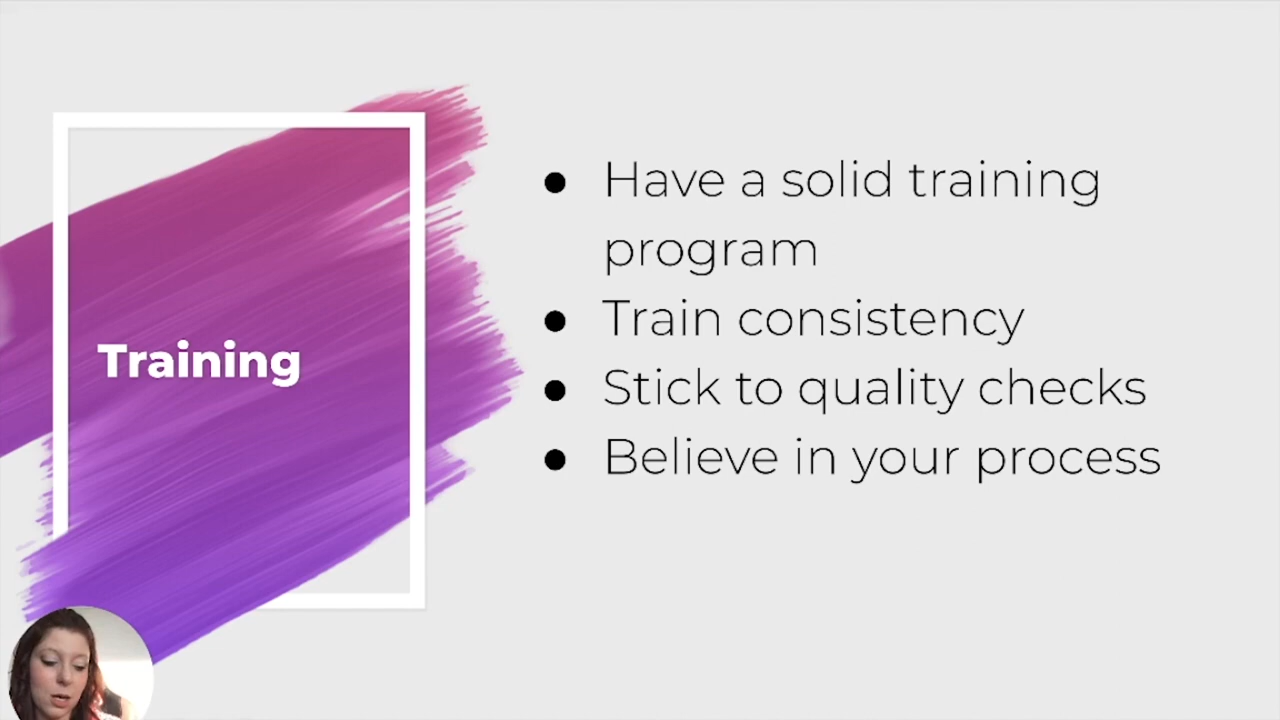 Training
● Have a solid training
program
● Train consistency
● Stick to quality checks
● Believe in your process